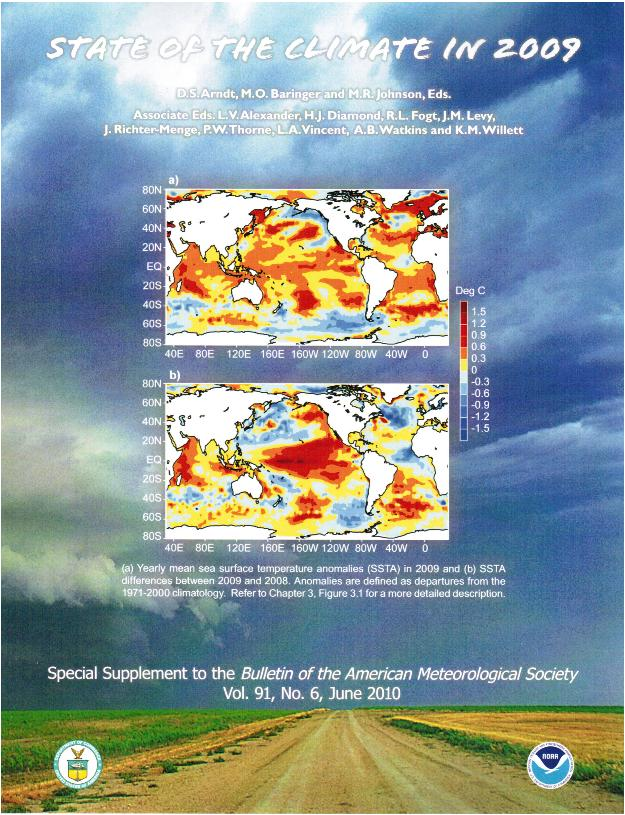 STATE OF THE CLIMATE IN 2009
D.S. Arndt, M.O. Baringer and M.R. Johnson, Eds.
Associate Eds. L.V. Alexander, H.J. Diamond, R.L. Fogt, J.M. Levy,
J. Richter-Menge, P.W. Thorne, L.A. Vincent, A.B. Watkins and K.M. Willett
a)
80N
60N
40N
20N
EQ
20S
40S
60S
80S
40E 80E 120E 160E 160W 120W 80W 40W 0
Deg C
1.5
1.2
0.9
0.6
0.3
0
-0.3
-0.6
-0.9
-1.2
-1.5
b)
80N
60N
40N
20N
EQ
20S
40S
60S
80S
40E 80E 120E 160E 160W 120W 80W 40W 0
(a) Yearly mean sea surface temperature anomalies (SSTA) in 2009 and (b) SSTA
differences between 2009 and 2008. Anomalies are defined as departures from the
1971-2000 climatology. Refer to Chapter 3, Figure 3.1 for a more detailed description.
Special Supplement to the Bulletin of the American Meteorological Society
Vol. 91, No. 6, June 2010
NOAA